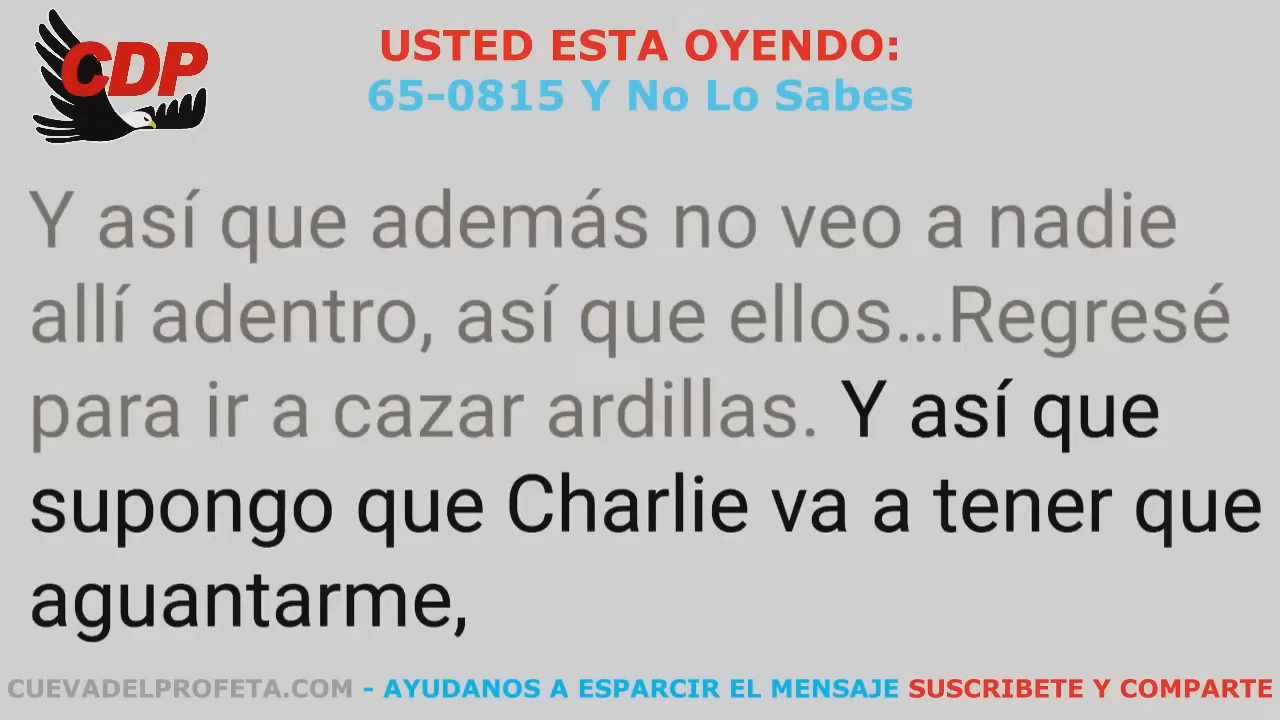 CDP
USTED ESTA OYENDO:
65-0815 Y No Lo Sabes
Y así que además no veo a nadie
allí adentro, así que ellos…Regresé
para ir a cazar ardillas. Y así que
supongo que Charlie va a tener que
aguantarme,
CUEVADELPROFETA.COM - AYUDANOS A ESPARCIR EL MENSAJE SUSCRIBETE Y COMPARTE